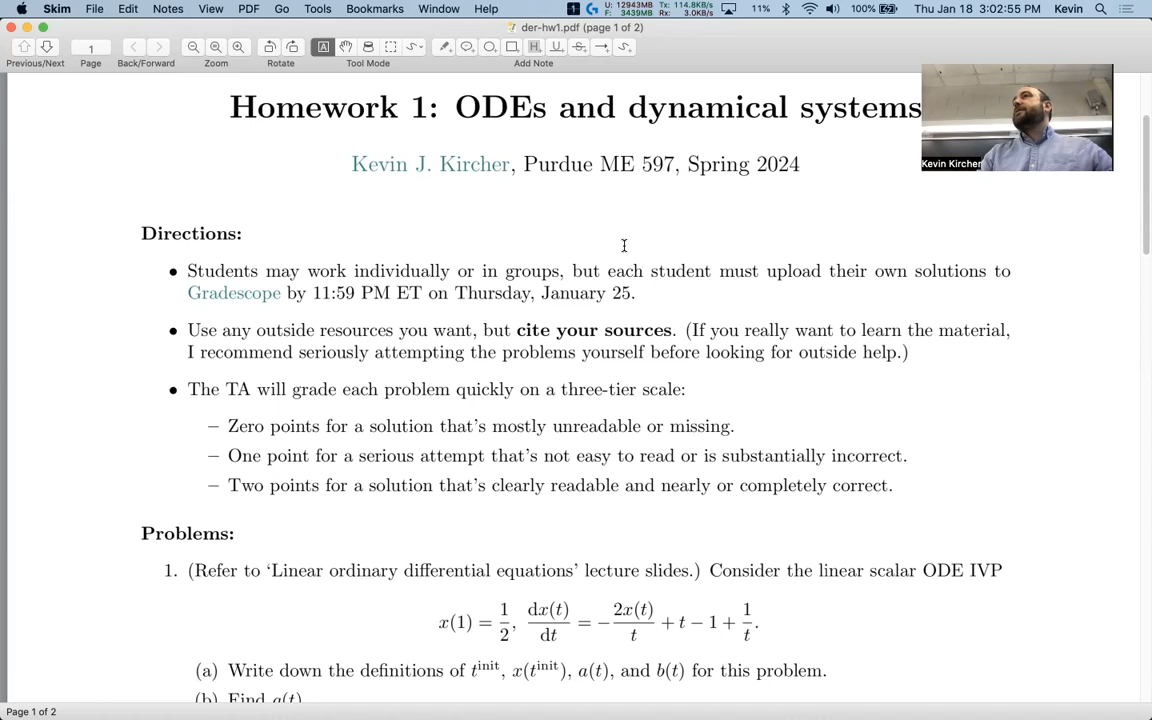 Skim File Edit Notes View PDF Go Tools Bookmarks Window Help U: 12943MB Tx: 114.8KB/s F: 3439MB Rx: 3.0KB/s 11% 100% Thu Jan 18 3:02:55 PM Kevin
der-hw1.pdf (page 1 of 2)
1
Previous/Next Page Back/Forward Zoom Rotate Tool Mode Add Note
Homework 1: ODEs and dynamical systems
Kevin J. Kircher, Purdue ME 597, Spring 2024
Kevin Kircher
Directions:
• Students may work individually or in groups, but each student must upload their own solutions to
Gradescope by 11:59 PM ET on Thursday, January 25.
• Use any outside resources you want, but cite your sources. (If you really want to learn the material,
I recommend seriously attempting the problems yourself before looking for outside help.)
• The TA will grade each problem quickly on a three-tier scale:
– Zero points for a solution that's mostly unreadable or missing.
– One point for a serious attempt that's not easy to read or is substantially incorrect.
– Two points for a solution that's clearly readable and nearly or completely correct.
Problems:
1. (Refer to 'Linear ordinary differential equations' lecture slides.) Consider the linear scalar ODE IVP
x(1) = 1/2, dx(t)/dt = −2x(t)/t + t − 1 + 1/t.
(a) Write down the definitions of t^init, x(t^init), a(t), and b(t) for this problem.
(b) Find
Page 1 of 2